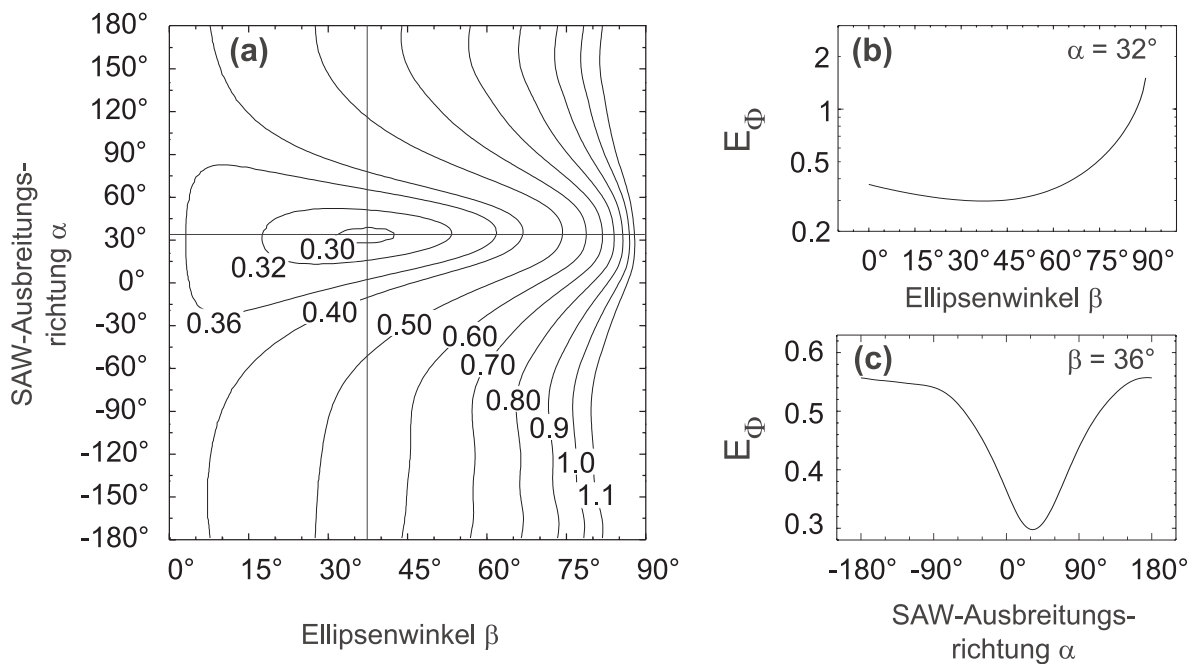 (a)
180°
150°
120°
90°
60°
30°
0°
-30°
-60°
-90°
-120°
-150°
-180°
SAW-Ausbreitungs-
richtung α
0.30
0.32
0.36
0.40
0.50
0.60
0.70
0.80
0.9
1.0
1.1
0° 15° 30° 45° 60° 75° 90°
Ellipsenwinkel β
(b)
α = 32°
2
1
0.5
0.2
E_Φ
0° 15° 30° 45° 60° 75° 90°
Ellipsenwinkel β
(c)
β = 36°
0.6
0.5
0.4
0.3
E_Φ
-180° -90° 0° 90° 180°
SAW-Ausbreitungs-
richtung α